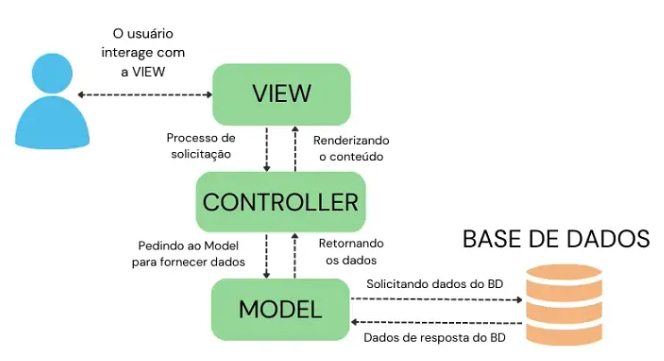 O usuário
interage com
a VIEW
VIEW
Processo de
solicitação
Renderizando
o conteúdo
CONTROLLER
Pedindo ao Model
para fornecer dados
Retornando
os dados
BASE DE DADOS
MODEL
Solicitando dados do BD
Dados de resposta do BD